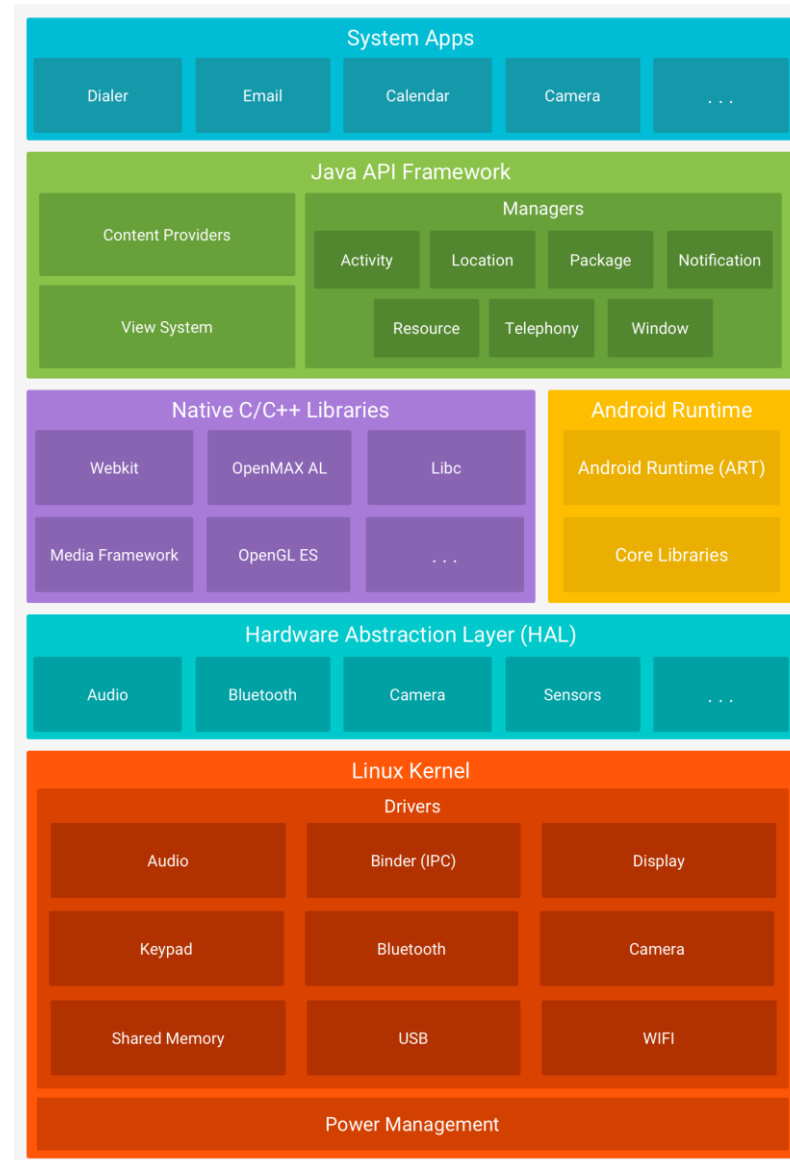 System Apps
Dialer
Email
Calendar
Camera
. . .
Java API Framework
Content Providers
View System
Managers
Activity
Location
Package
Notification
Resource
Telephony
Window
Native C/C++ Libraries
Webkit
OpenMAX AL
Libc
Media Framework
OpenGL ES
. . .
Android Runtime
Android Runtime (ART)
Core Libraries
Hardware Abstraction Layer (HAL)
Audio
Bluetooth
Camera
Sensors
. . .
Linux Kernel
Drivers
Audio
Binder (IPC)
Display
Keypad
Bluetooth
Camera
Shared Memory
USB
WIFI
Power Management